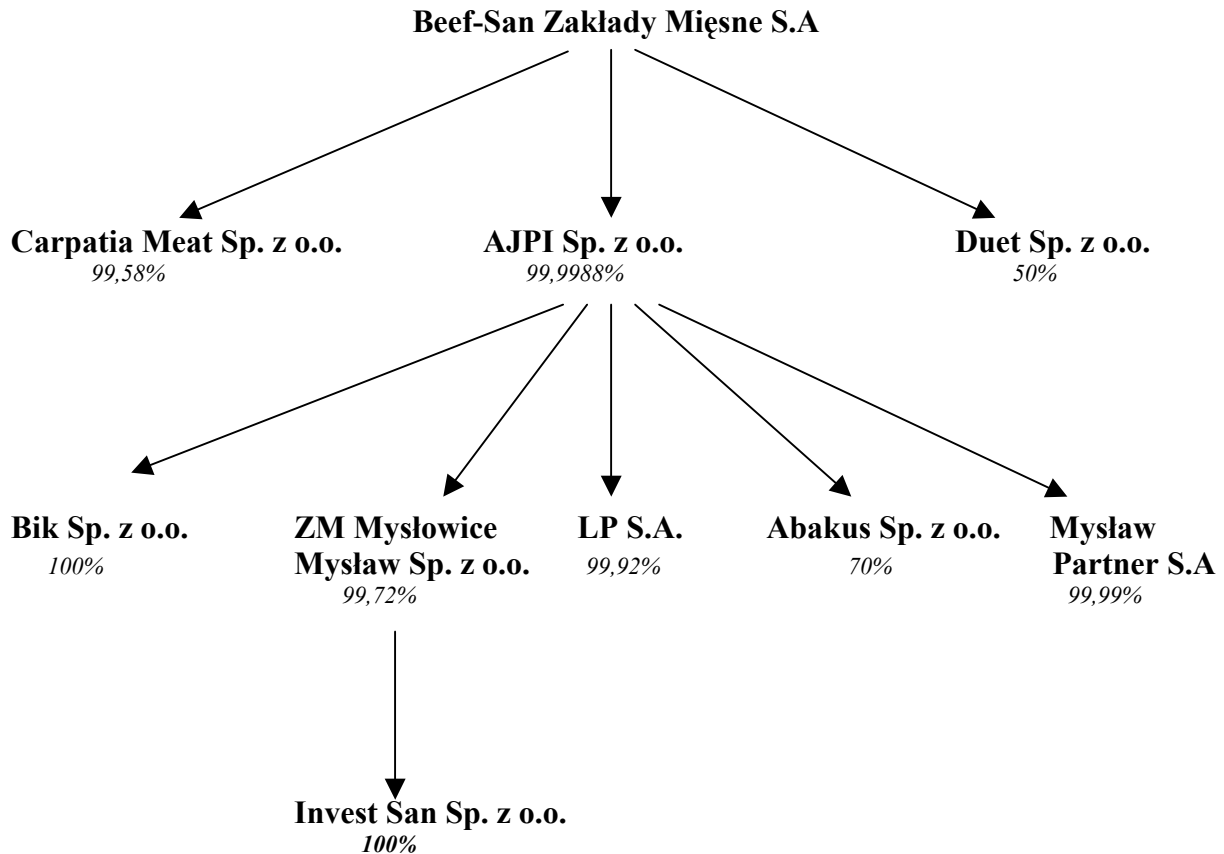 Beef-San Zakłady Mięsne S.A
Carpatia Meat Sp. z o.o.
99,58%
AJPI Sp. z o.o.
99,9988%
Duet Sp. z o.o.
50%
Bik Sp. z o.o.
100%
ZM Mysłowice
Mysław Sp. z o.o.
99,72%
LP S.A.
99,92%
Abakus Sp. z o.o.
70%
Mysław
Partner S.A
99,99%
Invest San Sp. z o.o.
100%